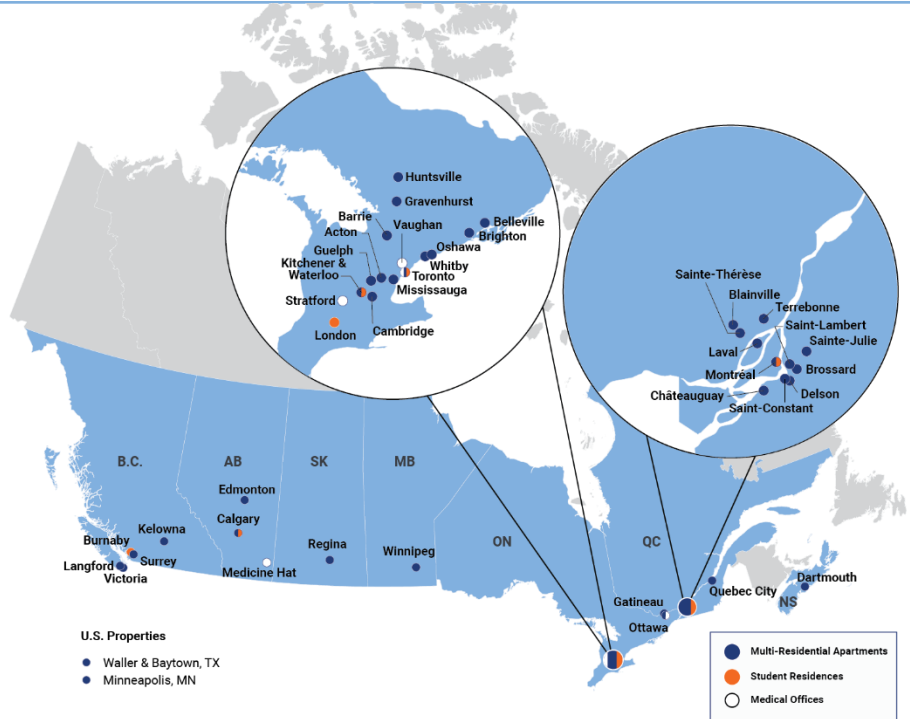 Huntsville
Gravenhurst
Barrie
Vaughan
Belleville
Acton
Brighton
Guelph
Oshawa
Kitchener &
Waterloo
Whitby
Toronto
Mississauga
Stratford
London
Cambridge
Sainte-Thérèse
Blainville
Terrebonne
Saint-Lambert
Sainte-Julie
Laval
Montréal
Brossard
Châteauguay
Delson
Saint-Constant
B.C.
AB
SK
MB
ON
QC
NS
Edmonton
Calgary
Kelowna
Burnaby
Surrey
Langford
Victoria
Medicine Hat
Regina
Winnipeg
Gatineau
Ottawa
Quebec City
Dartmouth
U.S. Properties
Waller & Baytown, TX
Minneapolis, MN
Multi-Residential Apartments
Student Residences
Medical Offices